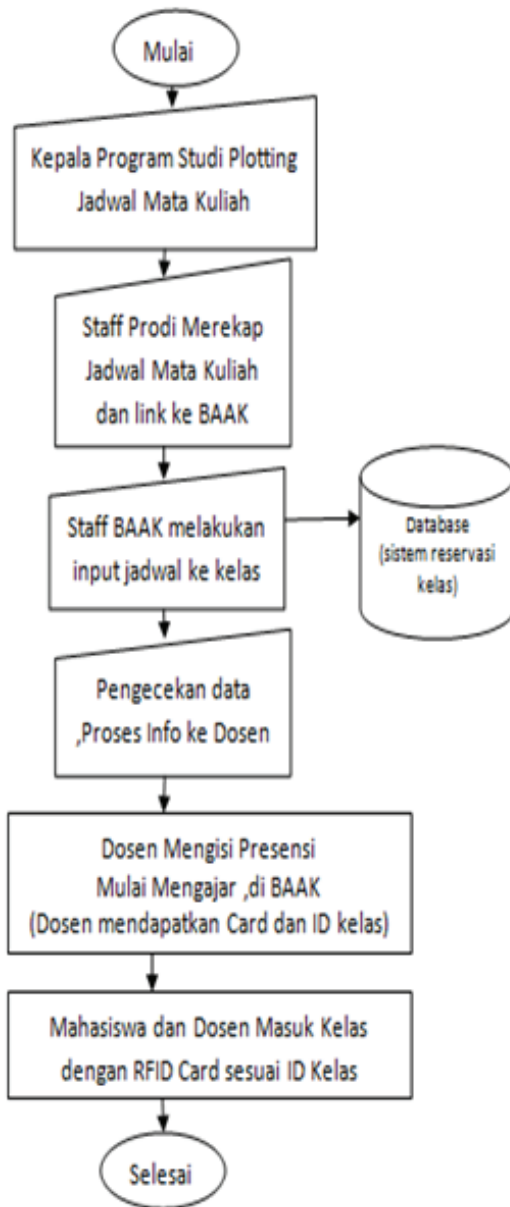 Mulai
Kepala Program Studi Plotting
Jadwal Mata Kuliah
Staff Prodi Merekap
Jadwal Mata Kuliah
dan link ke BAAK
Staff BAAK melakukan
input jadwal ke kelas
Database
(sistem reservasi
kelas)
Pengecekan data
,Proses Info ke Dosen
Dosen Mengisi Presensi
Mulai Mengajar ,di BAAK
(Dosen mendapatkan Card dan ID kelas)
Mahasiswa dan Dosen Masuk Kelas
dengan RFID Card sesuai ID Kelas
Selesai